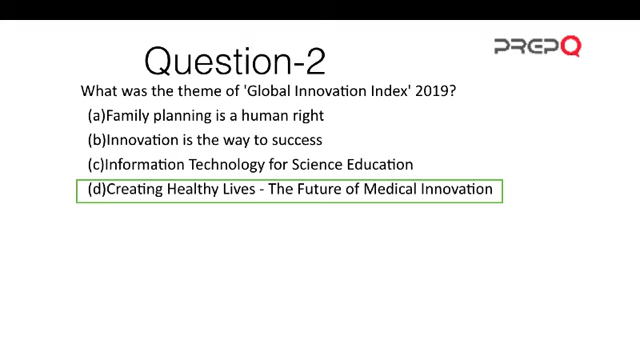 PREPQ
Question-2
What was the theme of 'Global Innovation Index' 2019?
(a)Family planning is a human right
(b)Innovation is the way to success
(c)Information Technology for Science Education
(d)Creating Healthy Lives - The Future of Medical Innovation